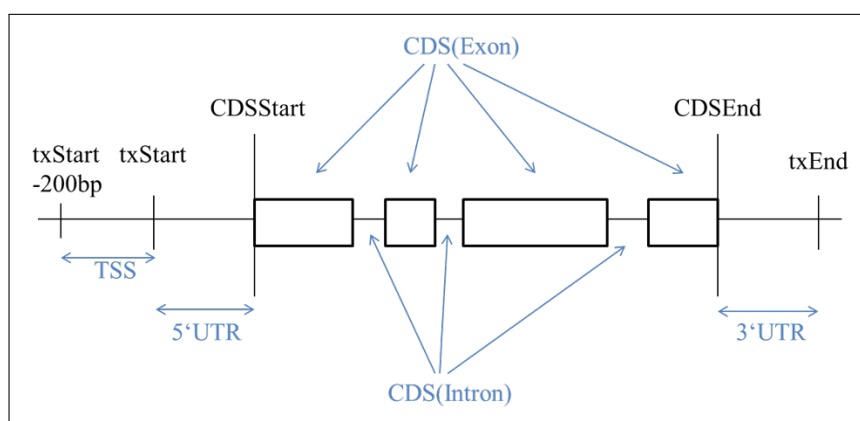 CDS(Exon)
CDSStart
CDSEnd
txStart
-200bp
txStart
txEnd
TSS
5‘UTR
3‘UTR
CDS(Intron)